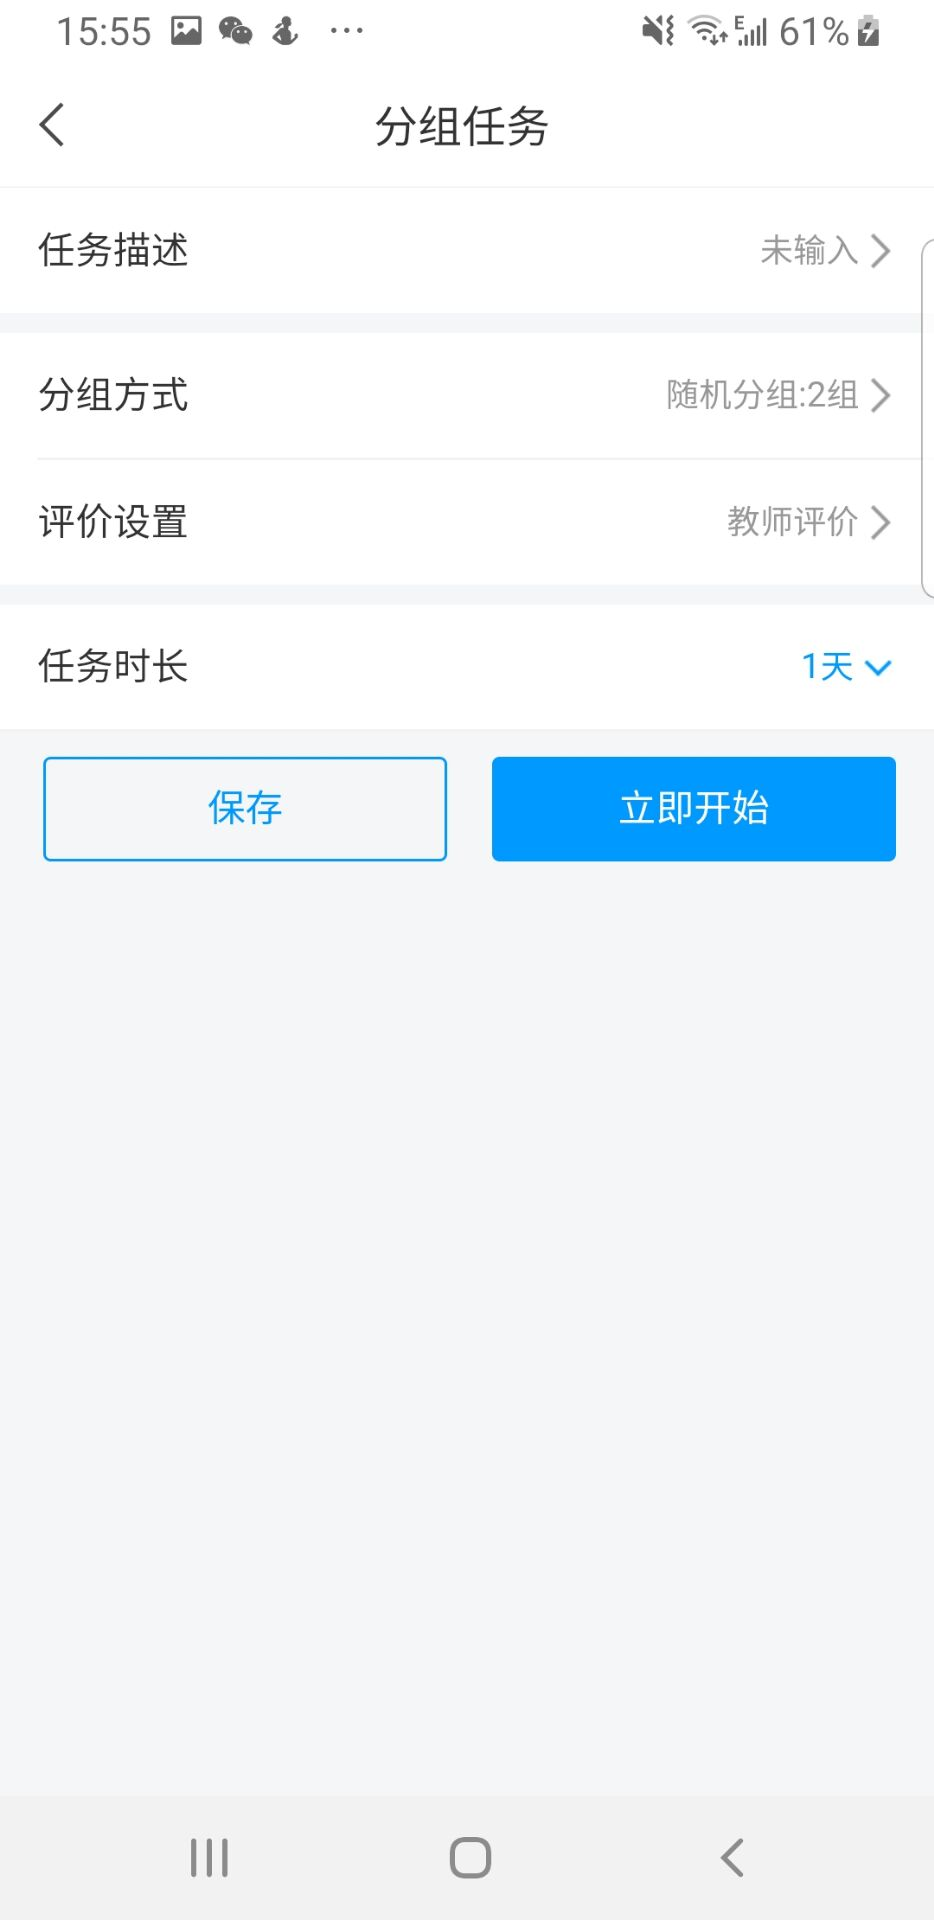 15:55 ... E 61%
分组任务
任务描述 未输入
分组方式 随机分组:2组
评价设置 教师评价
任务时长 1天
保存 立即开始